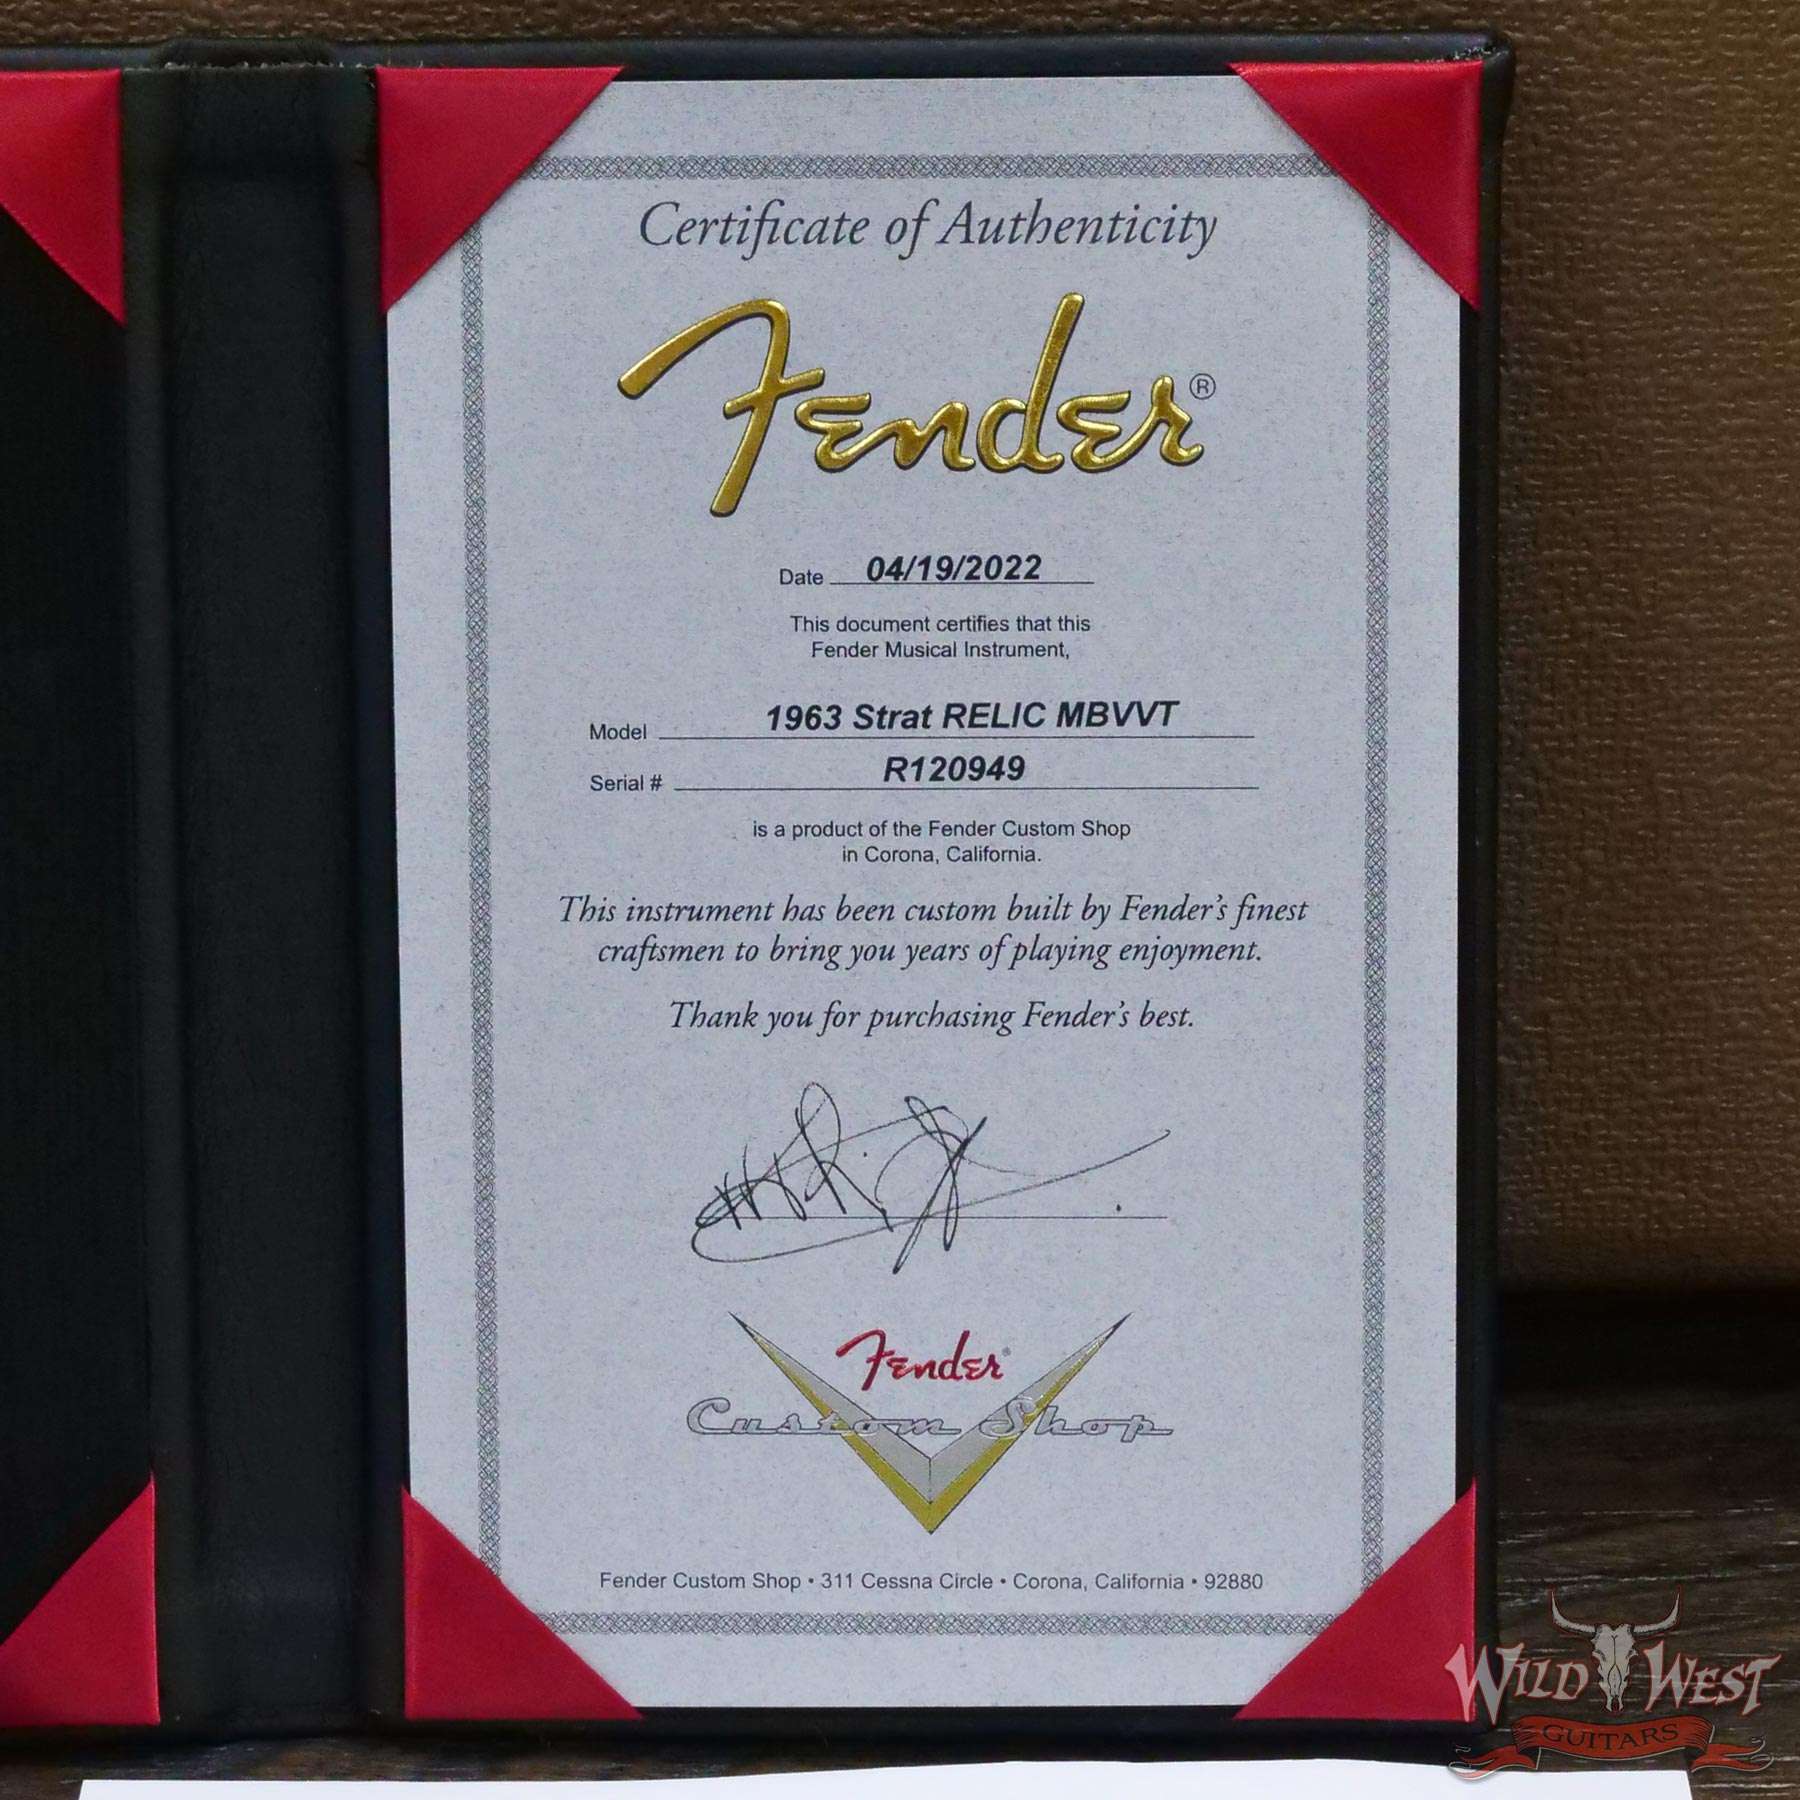 Certificate of Authenticity
Fender®
Date 04/19/2022
This document certifies that this
Fender Musical Instrument,
Model 1963 Strat RELIC MBVVT
Serial # R120949
is a product of the Fender Custom Shop
in Corona, California.
This instrument has been custom built by Fender's finest
craftsmen to bring you years of playing enjoyment.
Thank you for purchasing Fender's best.
Fender®
Custom Shop
Fender Custom Shop • 311 Cessna Circle • Corona, California • 92880
WILD WEST
GUITARS